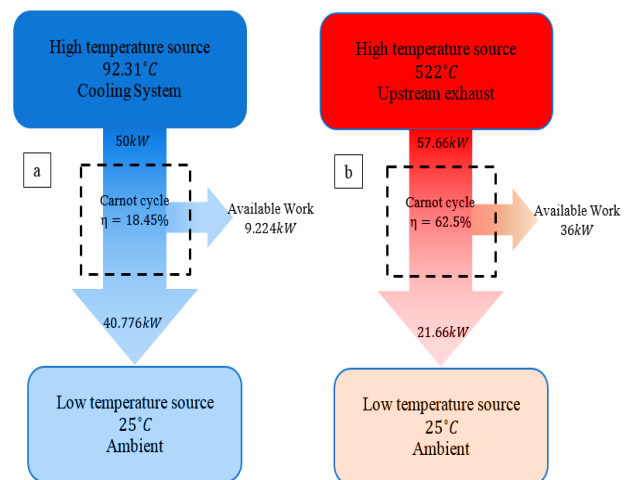 High temperature source
92.31°C
Cooling System
50kW
a
Carnot cycle
η = 18.45%
Available Work
9.224kW
40.776kW
Low temperature source
25°C
Ambient
High temperature source
522°C
Upstream exhaust
57.66kW
b
Carnot cycle
η = 62.5%
Available Work
36kW
21.66kW
Low temperature source
25°C
Ambient